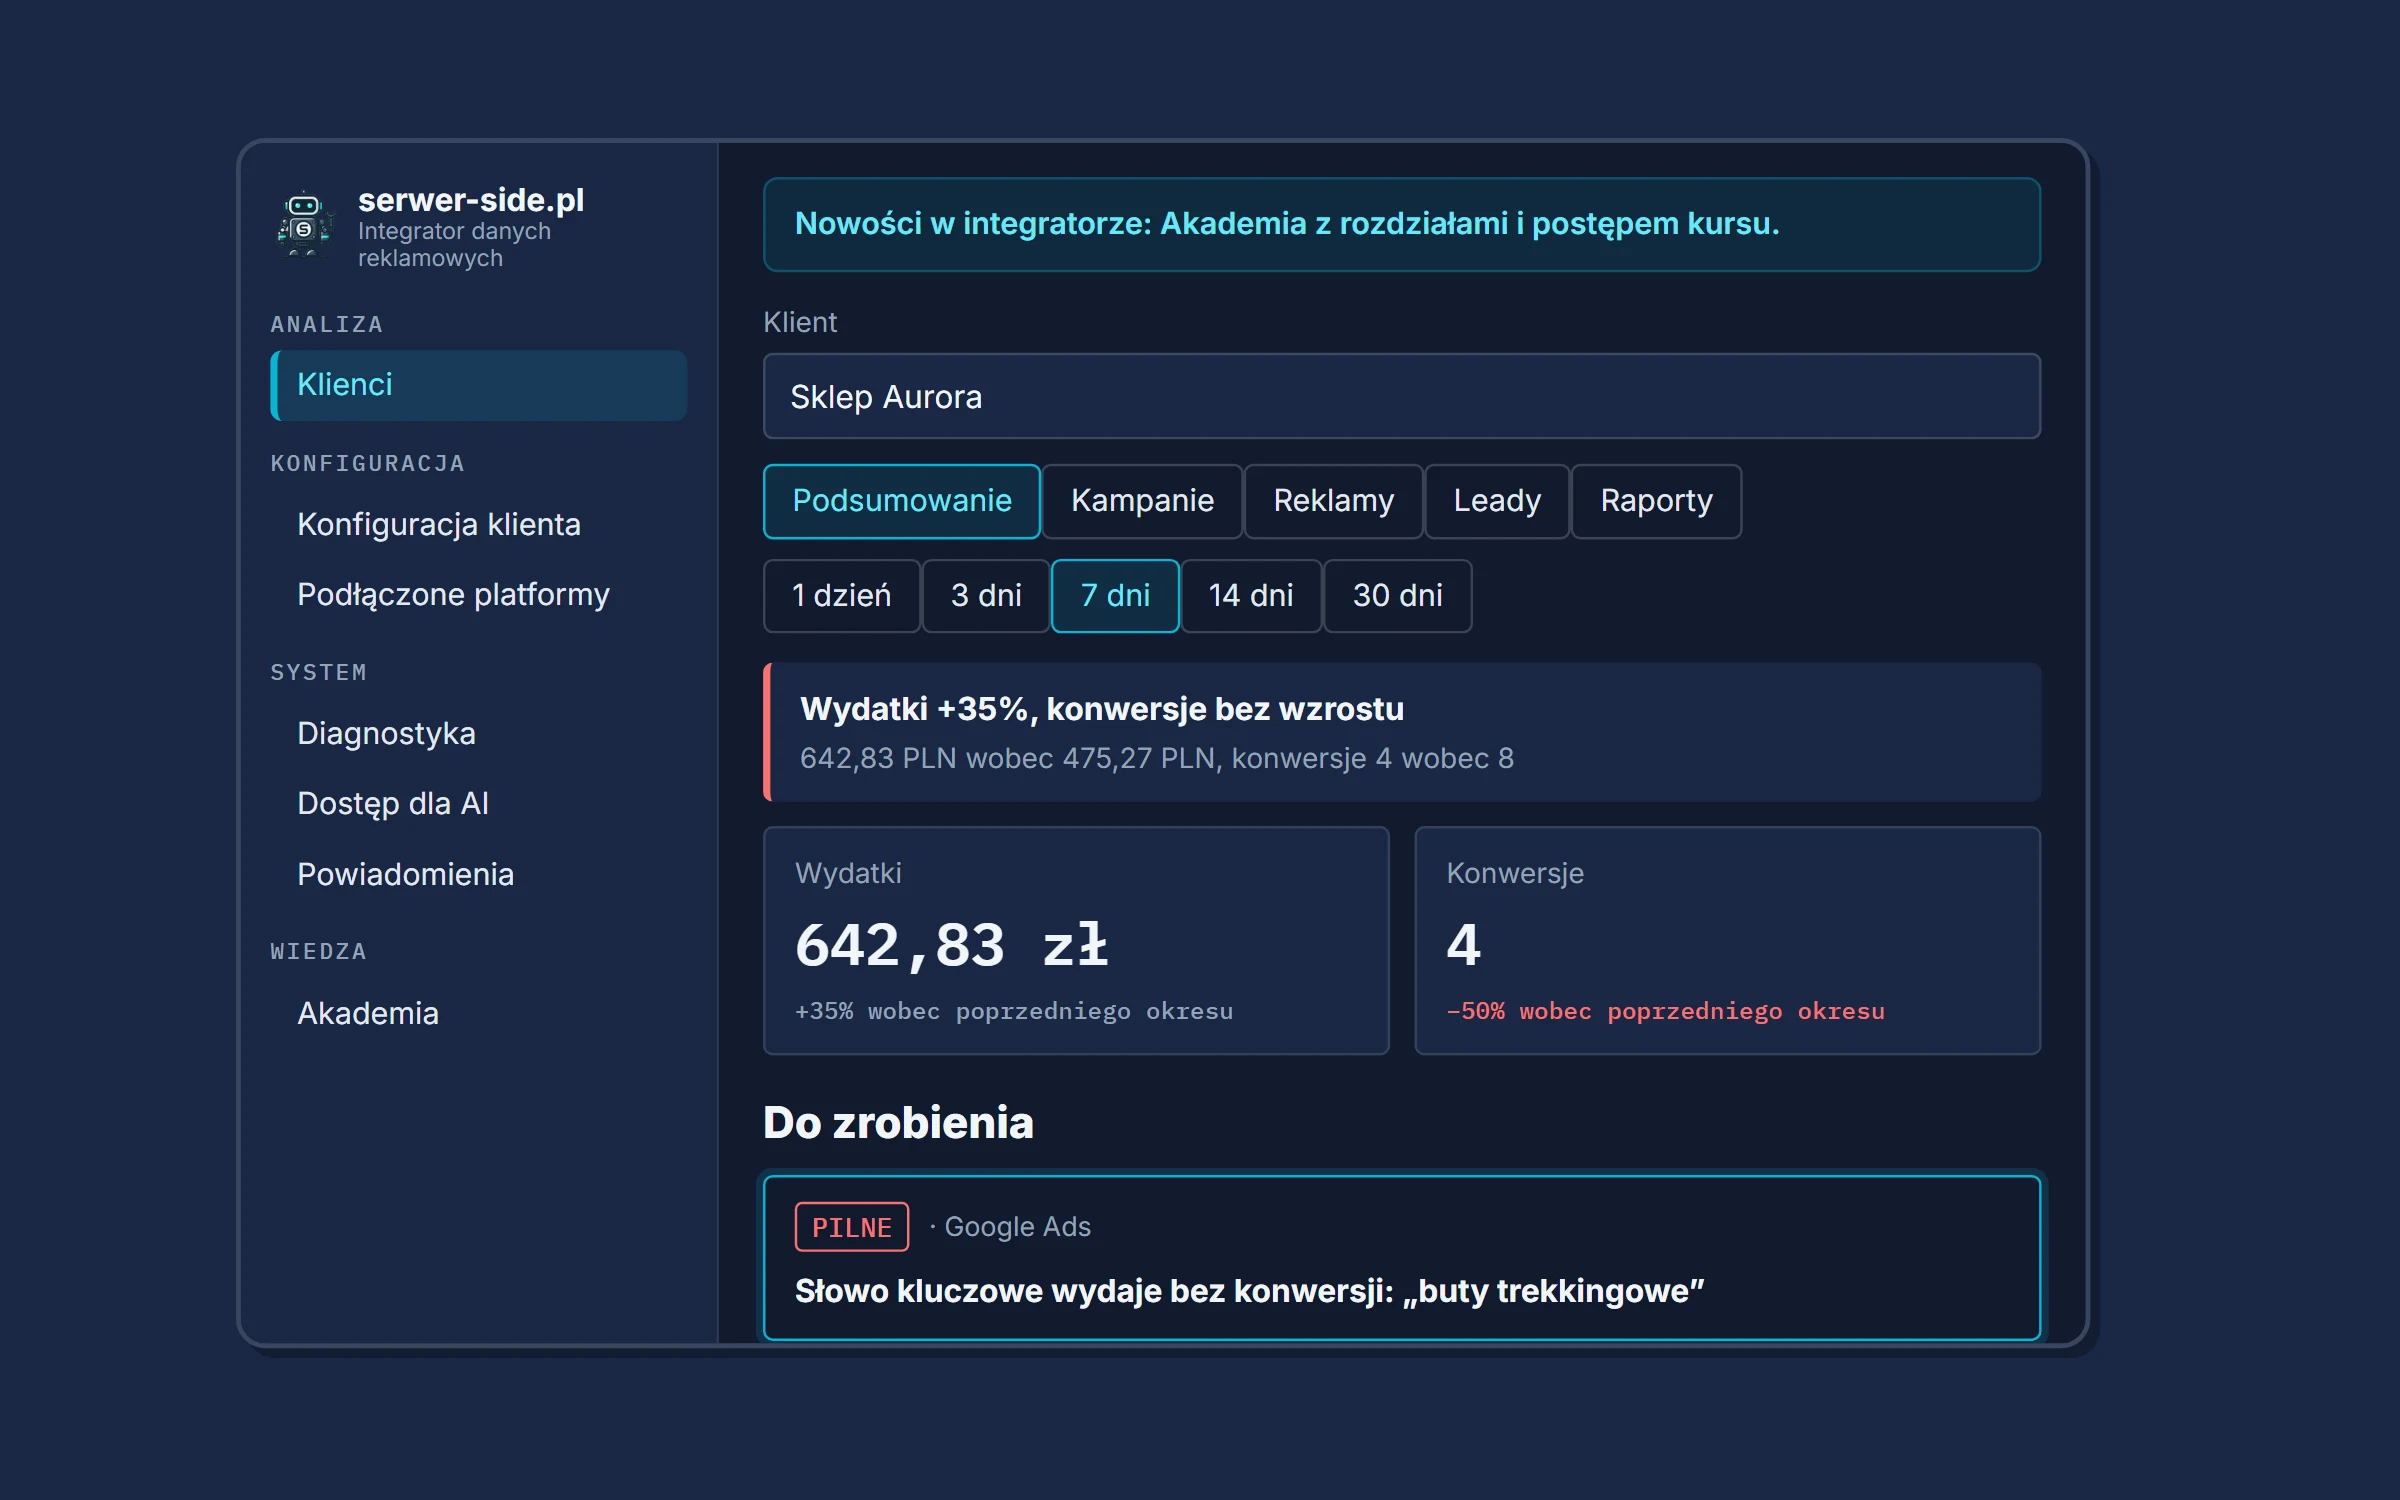 serwer-side.pl
Integrator danych
reklamowych
ANALIZA
Klienci
KONFIGURACJA
Konfiguracja klienta
Podłączone platformy
SYSTEM
Diagnostyka
Dostęp dla AI
Powiadomienia
WIEDZA
Akademia
Nowości w integratorze: Akademia z rozdziałami i postępem kursu.
Klient
Sklep Aurora
Podsumowanie Kampanie Reklamy Leady Raporty
1 dzień 3 dni 7 dni 14 dni 30 dni
Wydatki +35%, konwersje bez wzrostu
642,83 PLN wobec 475,27 PLN, konwersje 4 wobec 8
Wydatki
642,83 zł
+35% wobec poprzedniego okresu
Konwersje
4
−50% wobec poprzedniego okresu
Do zrobienia
PILNE · Google Ads
Słowo kluczowe wydaje bez konwersji: „buty trekkingowe”